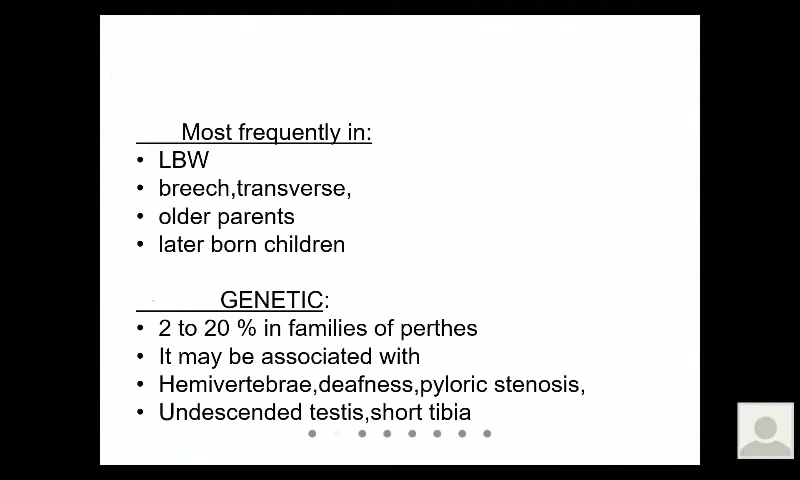 Most frequently in:
• LBW
• breech,transverse,
• older parents
• later born children
GENETIC:
• 2 to 20 % in families of perthes
• It may be associated with
• Hemivertebrae,deafness,pyloric stenosis,
• Undescended testis,short tibia